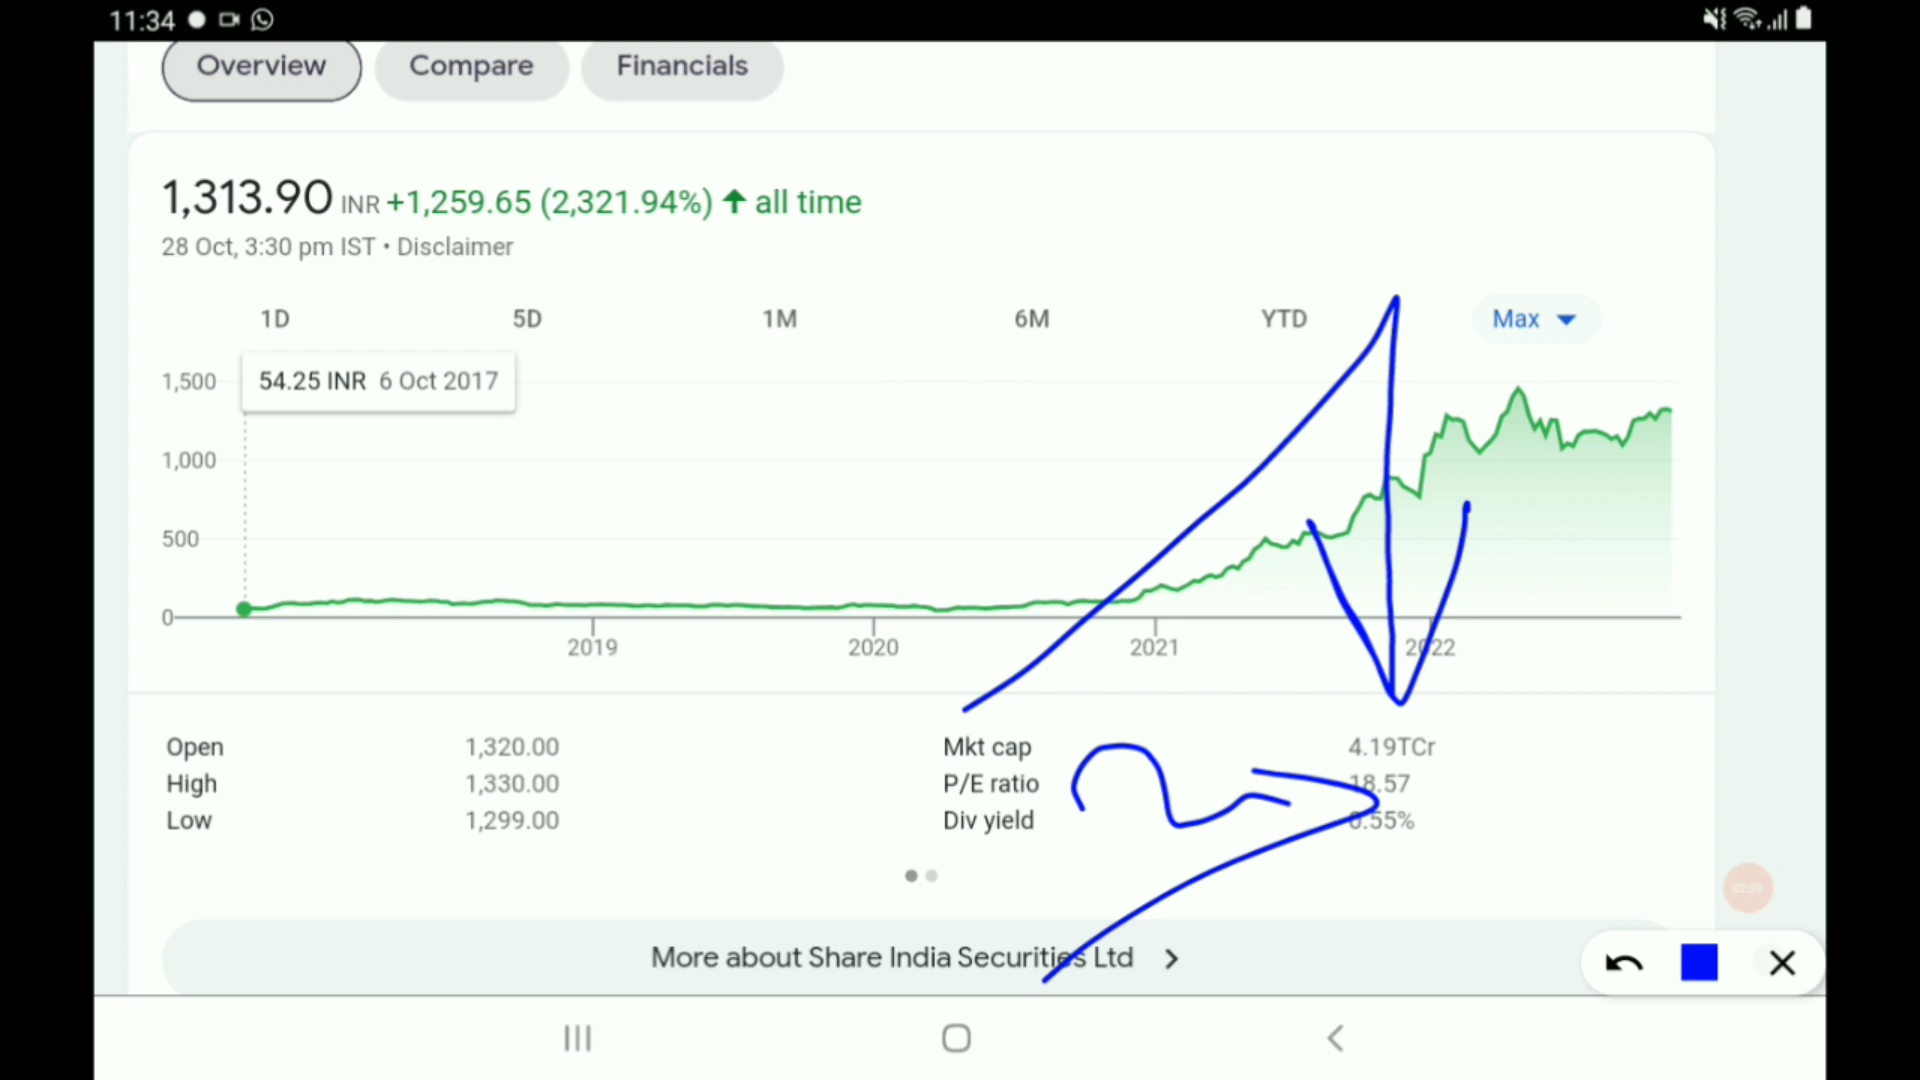 11:34
Overview Compare Financials
1,313.90 INR +1,259.65 (2,321.94%) ↑ all time
28 Oct, 3:30 pm IST • Disclaimer
1D 5D 1M 6M YTD Max
54.25 INR 6 Oct 2017
1,500
1,000
500
0
2019 2020 2021 2022
Open 1,320.00 Mkt cap 4.19TCr
High 1,330.00 P/E ratio 18.57
Low 1,299.00 Div yield 0.55%
More about Share India Securities Ltd